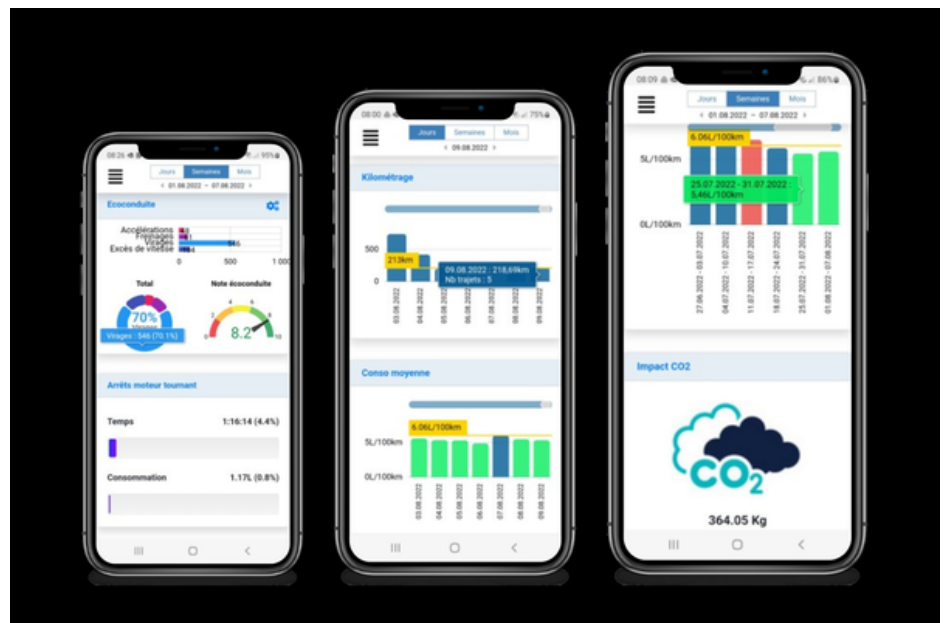 08:26
95%
Jours Semaines Mois
< 01.08.2022 - 07.08.2022 >
Ecoconduite
Accélérations
Freinages
Virages 546
Excès de vitesse
0 500 1 000
Total
Note écoconduite
70%
Virages : 546 (70.1%)
0 2 4 6 8 10
8.2
Arrêts moteur tournant
Temps 1:16:14 (4.4%)
Consommation 1.17L (0.8%)
08:00
75%
Jours Semaines Mois
< 09.08.2022 >
Kilométrage
500
213km
0
09.08.2022 : 218,69km
Nb trajets : 5
03.08.2022
04.08.2022
05.08.2022
06.08.2022
07.08.2022
08.08.2022
09.08.2022
Conso moyenne
6.06L/100km
5L/100km
0L/100km
03.08.2022
04.08.2022
05.08.2022
06.08.2022
07.08.2022
08.08.2022
09.08.2022
08:09
86%
Jours Semaines Mois
< 01.08.2022 - 07.08.2022 >
6.06L/100km
5L/100km
25.07.2022 - 31.07.2022 :
5,46L/100km
0L/100km
27.06.2022 - 03.07.2022
04.07.2022 - 10.07.2022
11.07.2022 - 17.07.2022
18.07.2022 - 24.07.2022
25.07.2022 - 31.07.2022
01.08.2022 - 07.08.2022
Impact CO2
CO2
364.05 Kg